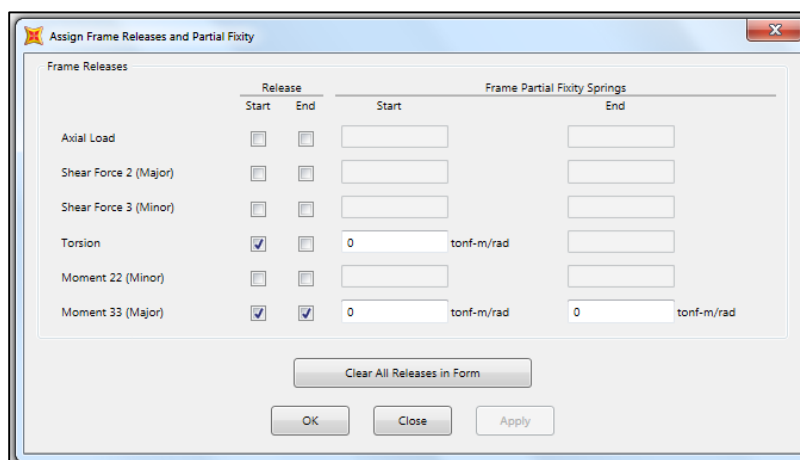 Assign Frame Releases and Partial Fixity
Frame Releases
Release Frame Partial Fixity Springs
Start End Start End
Axial Load
Shear Force 2 (Major)
Shear Force 3 (Minor)
Torsion 0 tonf-m/rad
Moment 22 (Minor)
Moment 33 (Major) 0 tonf-m/rad 0 tonf-m/rad
Clear All Releases in Form
OK Close Apply